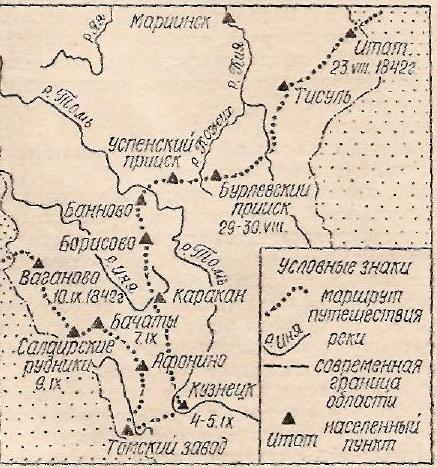 Мариинск
р. Яя
р. Кия
Итат
23.VIII.1842г.
Тисуль
р. Томь
р. Кожух
Успенский
прииск
Бурлевский
прииск
29-30.VIII.
Банново
Борисово
р. Томь
р. Иня
Ваганово
10.IX.1842г
Каракан
Бачаты
7.IX
Салаирские
рудники
9.IX
Афонино
Кузнецк
4-5.IX
Томский завод
Условные знаки
маршрут
путешествия
р. Иня
реки
современная
граница
области
Итат
населенный
пункт